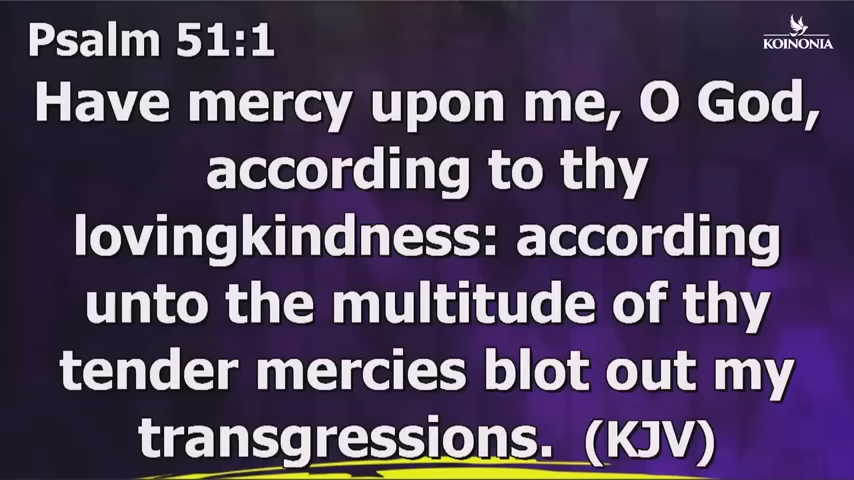 Psalm 51:1
KOINONIA
Have mercy upon me, O God,
according to thy
lovingkindness: according
unto the multitude of thy
tender mercies blot out my
transgressions. (KJV)